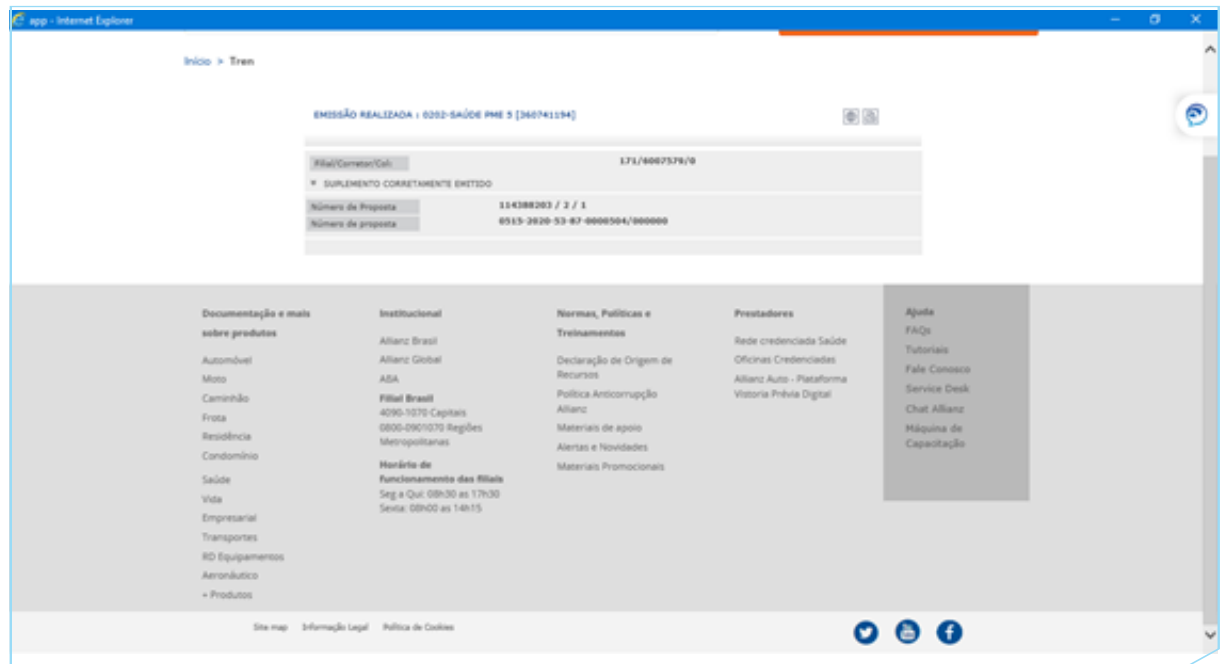 app - Internet Explorer
Início > Tren
EMISSÃO REALIZADA : 0202-SAÚDE PME 5 [360741194]
Filial/Corretor/Col: 171/6007579/0
SUPLEMENTO CORRETAMENTE EMITIDO
Número de Proposta 114388203 / 2 / 1
Número de proposta 0515-2020-53-87-0000504/000000
Documentação e mais
sobre produtos
Automóvel
Moto
Caminhão
Frota
Residência
Condomínio
Saúde
Vida
Empresarial
Transportes
RD Equipamentos
Aeronáutico
+ Produtos
Institucional
Allianz Brasil
Allianz Global
ABA
Filial Brasil
4090-1070 Capitais
0800-0901070 Regiões
Metropolitanas
Horário de
funcionamento das filiais
Seg a Qui: 08h30 as 17h30
Sexta: 08h00 as 14h15
Normas, Políticas e
Treinamentos
Declaração de Origem de
Recursos
Política Anticorrupção
Allianz
Materiais de apoio
Alertas e Novidades
Materiais Promocionais
Prestadores
Rede credenciada Saúde
Oficinas Credenciadas
Allianz Auto - Plataforma
Vistoria Prévia Digital
Ajuda
FAQs
Tutoriais
Fale Conosco
Service Desk
Chat Allianz
Máquina de
Capacitação
Site map Informação Legal Política de Cookies